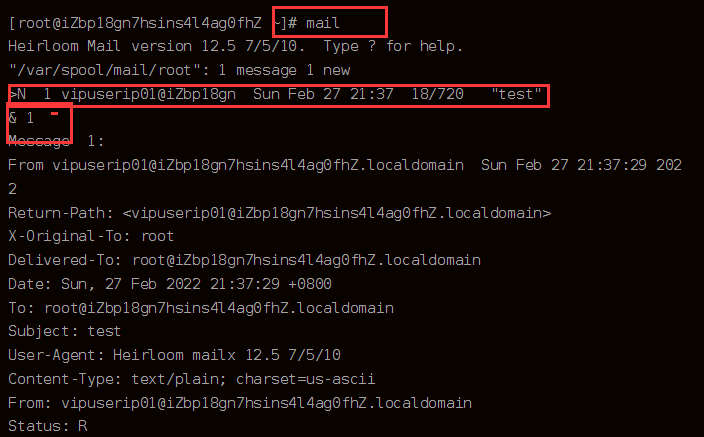 [root@iZbp18gn7hsins4l4ag0fhZ ~]# mail
Heirloom Mail version 12.5 7/5/10.  Type ? for help.
"/var/spool/mail/root": 1 message 1 new
>N  1 vipuserip01@iZbp18gn  Sun Feb 27 21:37  18/720   "test"
& 1
Message  1:
From vipuserip01@iZbp18gn7hsins4l4ag0fhZ.localdomain  Sun Feb 27 21:37:29 202
2
Return-Path: <vipuserip01@iZbp18gn7hsins4l4ag0fhZ.localdomain>
X-Original-To: root
Delivered-To: root@iZbp18gn7hsins4l4ag0fhZ.localdomain
Date: Sun, 27 Feb 2022 21:37:29 +0800
To: root@iZbp18gn7hsins4l4ag0fhZ.localdomain
Subject: test
User-Agent: Heirloom mailx 12.5 7/5/10
Content-Type: text/plain; charset=us-ascii
From: vipuserip01@iZbp18gn7hsins4l4ag0fhZ.localdomain
Status: R